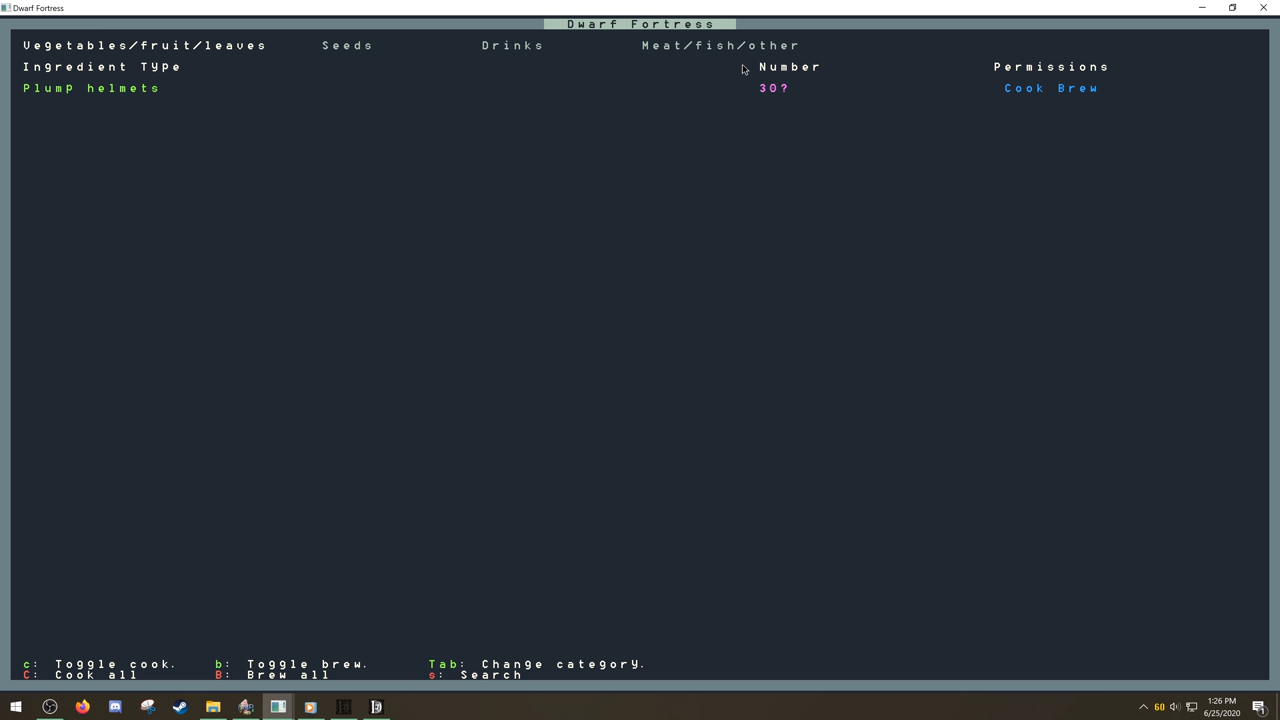 Dwarf Fortress
Dwarf Fortress
Vegetables/fruit/leaves Seeds Drinks Meat/fish/other
Ingredient Type Number Permissions
Plump helmets 30? Cook Brew
c: Toggle cook. b: Toggle brew. Tab: Change category.
C: Cook all B: Brew all s: Search
60 1:26 PM
6/25/2020